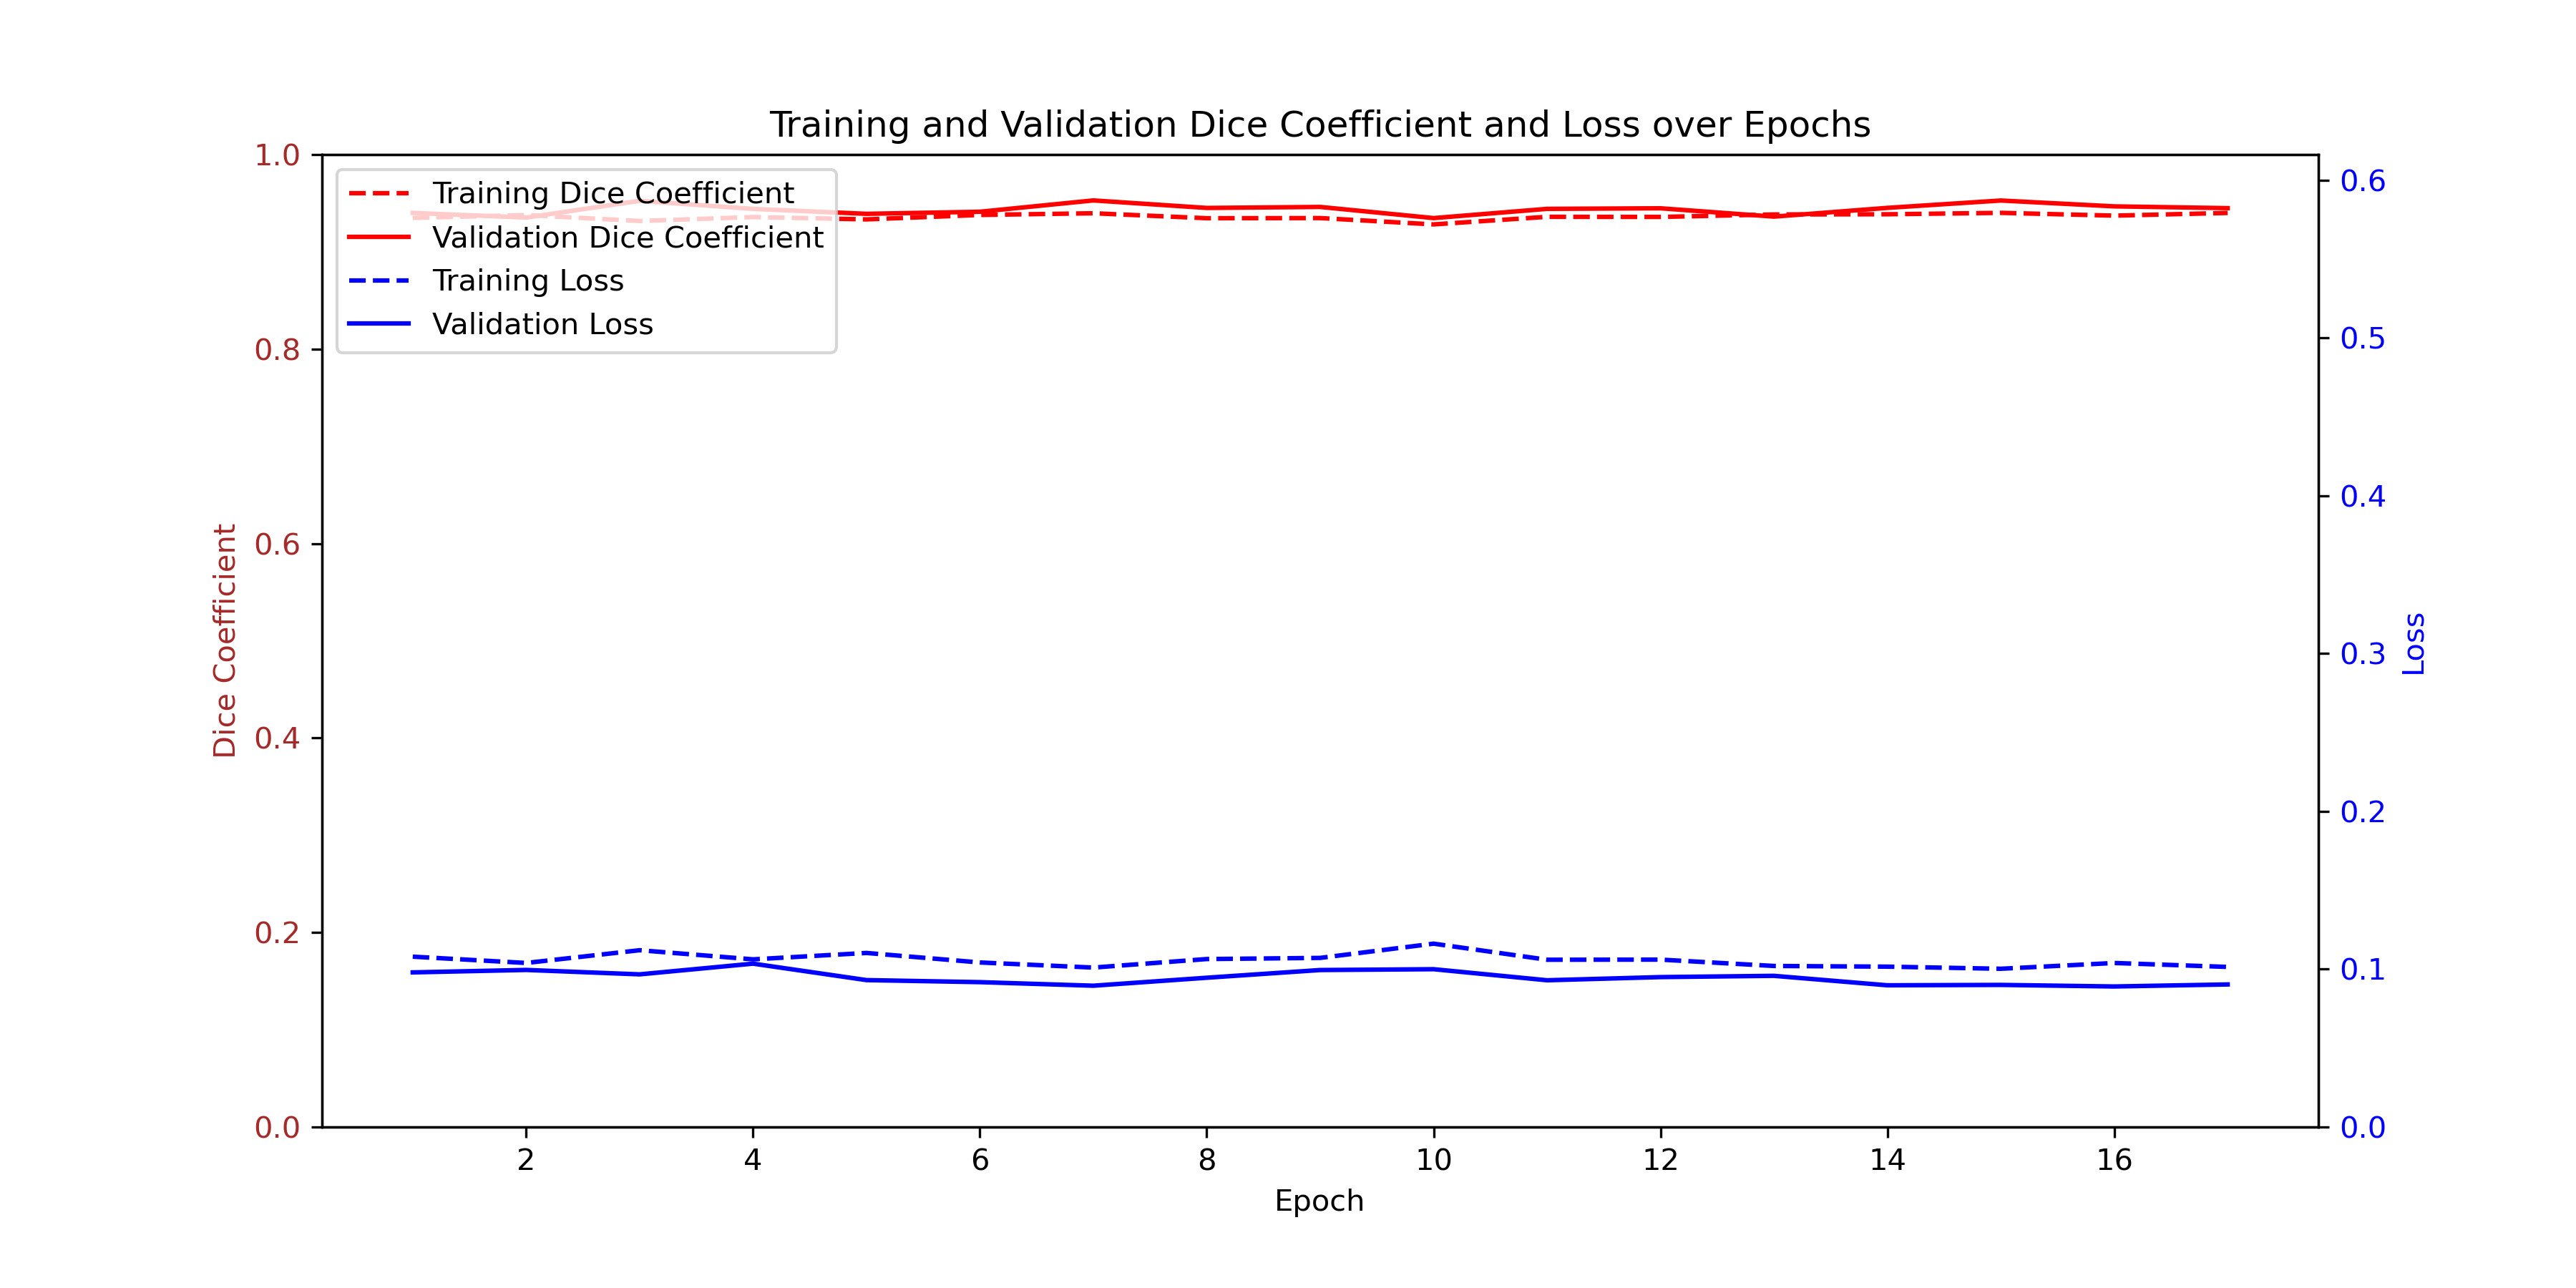 Training and Validation Dice Coefficient and Loss over Epochs
Training Dice Coefficient
Validation Dice Coefficient
Training Loss
Validation Loss
Dice Coefficient
1.0
0.8
0.6
0.4
0.2
0.0
Loss
0.6
0.5
0.4
0.3
0.2
0.1
0.0
2 4 6 8 10 12 14 16
Epoch